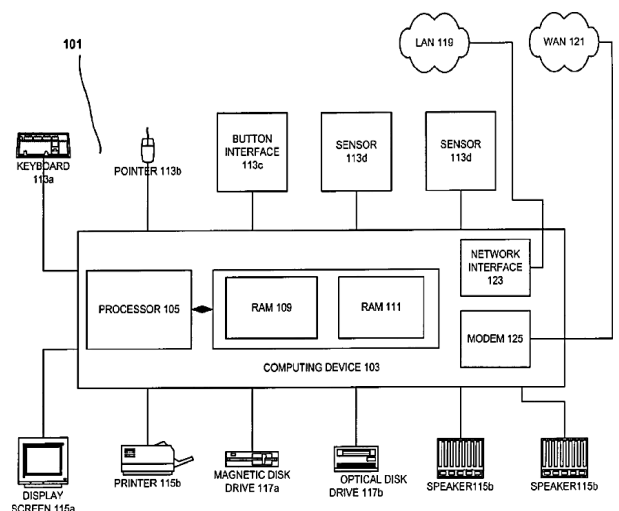 LAN 119
WAN 121
101
KEYBOARD
113a
POINTER 113b
BUTTON
INTERFACE
113c
SENSOR
113d
SENSOR
113d
NETWORK
INTERFACE
123
PROCESSOR 105
RAM 109
RAM 111
MODEM 125
COMPUTING DEVICE 103
DISPLAY
SCREEN 115a
PRINTER 115b
MAGNETIC DISK
DRIVE 117a
OPTICAL DISK
DRIVE 117b
SPEAKER115b
SPEAKER115b